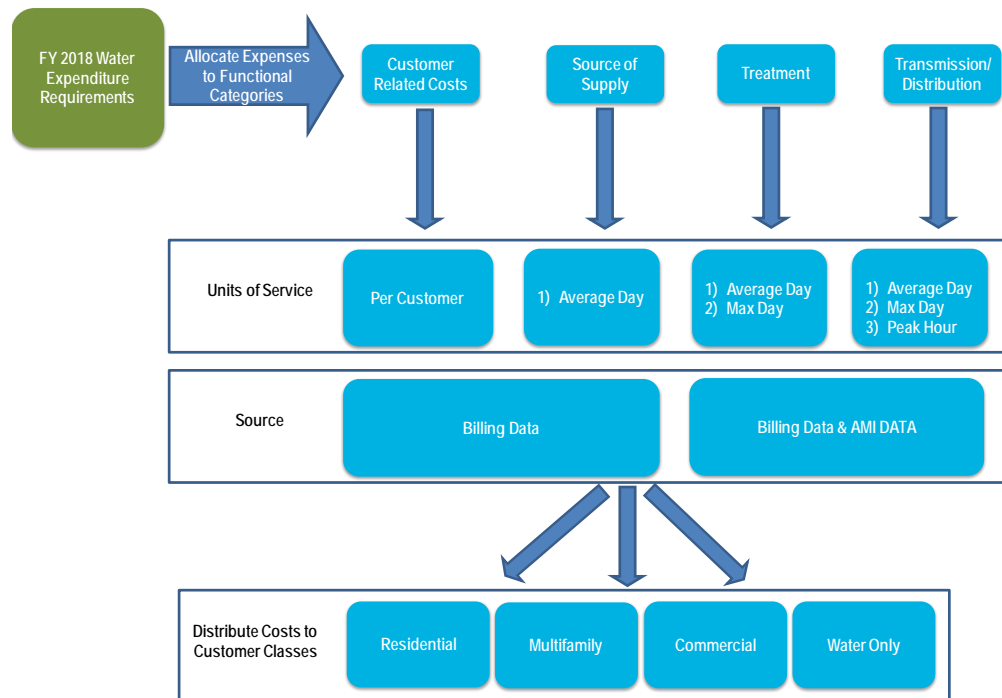 FY 2018 Water
Expenditure
Requirements
Allocate Expenses
to Functional
Categories
Customer
Related Costs
Source of
Supply
Treatment
Transmission/
Distribution
Units of Service
Per Customer
1) Average Day
1) Average Day
2) Max Day
1) Average Day
2) Max Day
3) Peak Hour
Source
Billing Data
Billing Data & AMI DATA
Distribute Costs to
Customer Classes
Residential
Multifamily
Commercial
Water Only